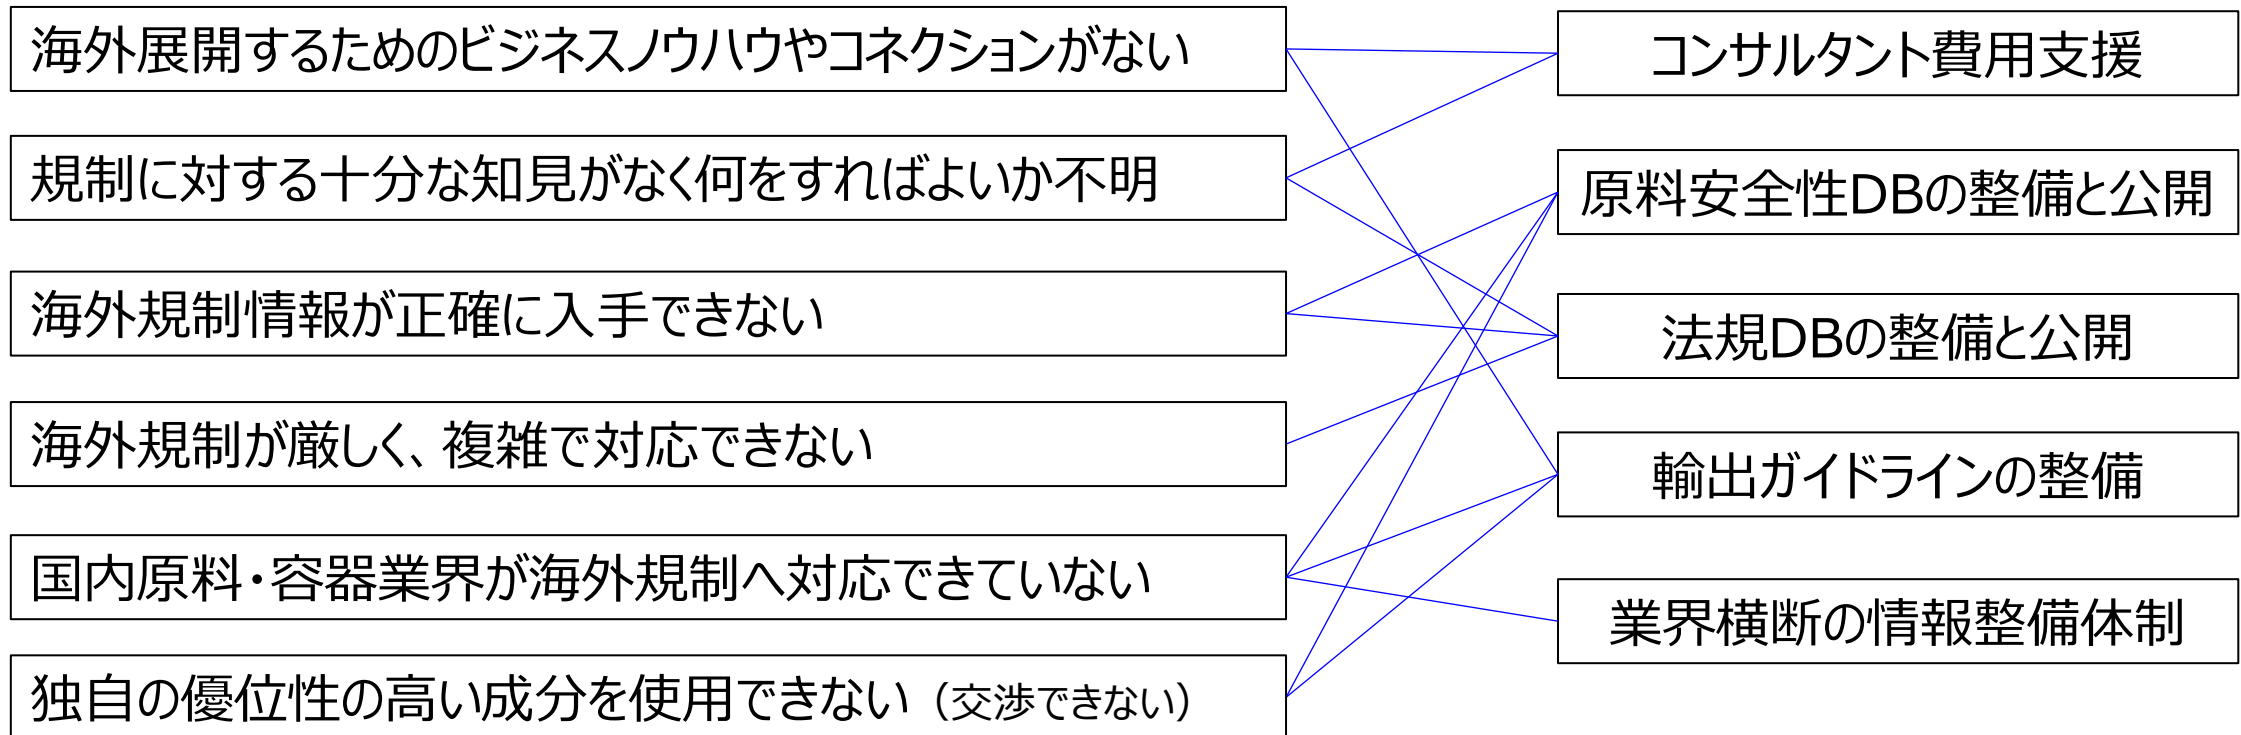 海外展開するためのビジネスノウハウやコネクションがない
規制に対する十分な知見がなく何をすればよいか不明
海外規制情報が正確に入手できない
海外規制が厳しく、複雑で対応できない
国内原料・容器業界が海外規制へ対応できていない
独自の優位性の高い成分を使用できない（交渉できない）
コンサルタント費用支援
原料安全性DBの整備と公開
法規DBの整備と公開
輸出ガイドラインの整備
業界横断の情報整備体制